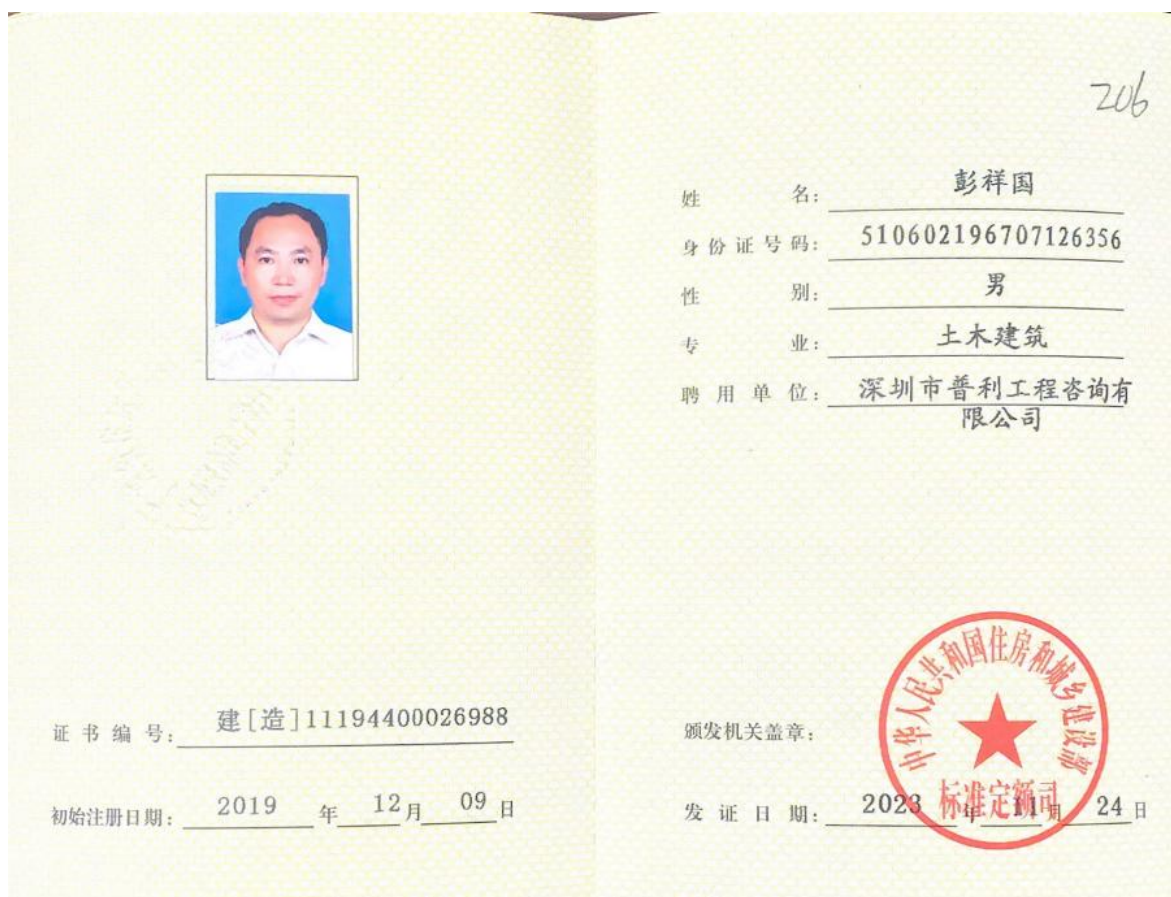 206
姓 名: 彭祥国
身份证号码: 510602196707126356
性 别: 男
专 业: 土木建筑
聘用单位: 深圳市普利工程咨询有
限公司
证书编号: 建[造]11194400026988
初始注册日期: 2019 年 12 月 09 日
颁发机关盖章:
中华人民共和国住房和城乡建设部
标准定额司
发证日期: 2023 年 11 月 24 日